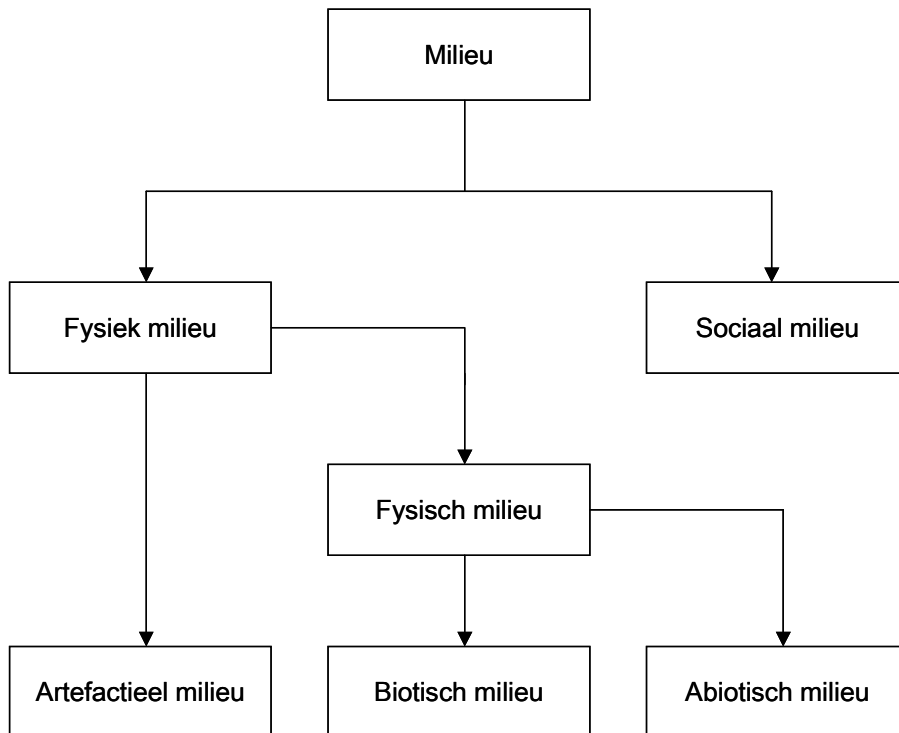 Milieu
Fysiek milieu
Sociaal milieu
Fysisch milieu
Artefactieel milieu
Biotisch milieu
Abiotisch milieu